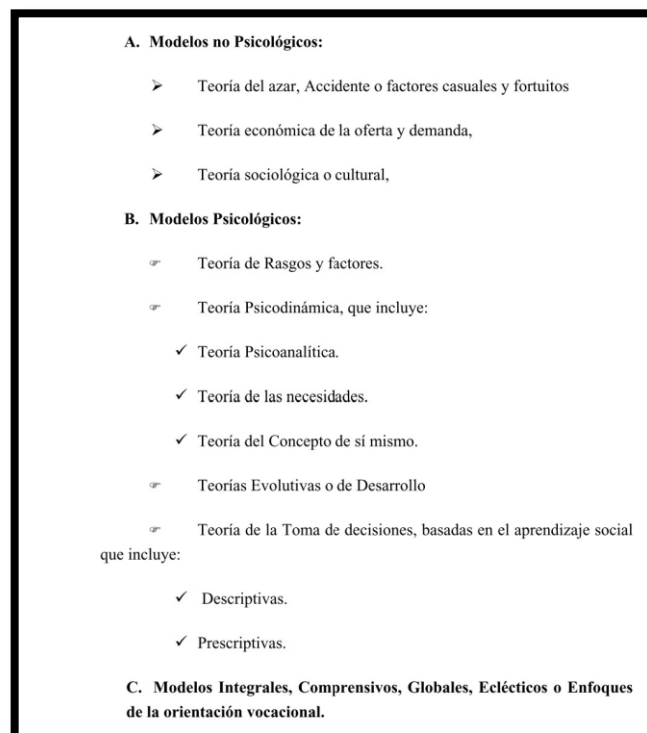 A. Modelos no Psicológicos:
➢ Teoría del azar, Accidente o factores casuales y fortuitos
➢ Teoría económica de la oferta y demanda,
➢ Teoría sociológica o cultural,
B. Modelos Psicológicos:
☞ Teoría de Rasgos y factores.
☞ Teoría Psicodinámica, que incluye:
✓ Teoría Psicoanalítica.
✓ Teoría de las necesidades.
✓ Teoría del Concepto de sí mismo.
☞ Teorías Evolutivas o de Desarrollo
☞ Teoría de la Toma de decisiones, basadas en el aprendizaje social
que incluye:
✓ Descriptivas.
✓ Prescriptivas.
C. Modelos Integrales, Comprensivos, Globales, Eclécticos o Enfoques
de la orientación vocacional.